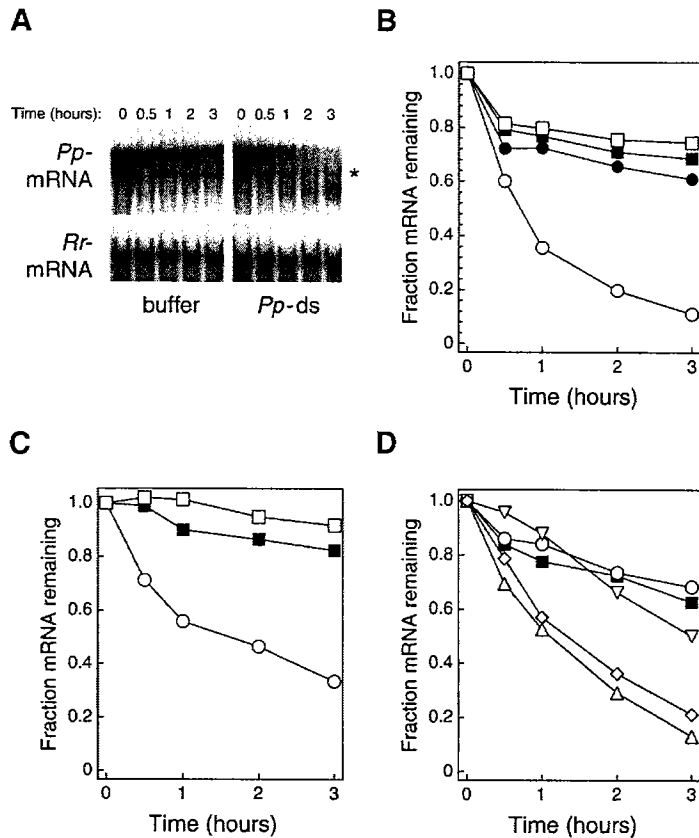 A
Time (hours): 0 0.5 1 2 3 0 0.5 1 2 3
Pp-
mRNA
*
Rr-
mRNA
buffer Pp-ds
B
Fraction mRNA remaining
1.0
0.8
0.6
0.4
0.2
0
0 1 2 3
Time (hours)
C
Fraction mRNA remaining
1.0
0.8
0.6
0.4
0.2
0
0 1 2 3
Time (hours)
D
Fraction mRNA remaining
1.0
0.8
0.6
0.4
0.2
0
0 1 2 3
Time (hours)